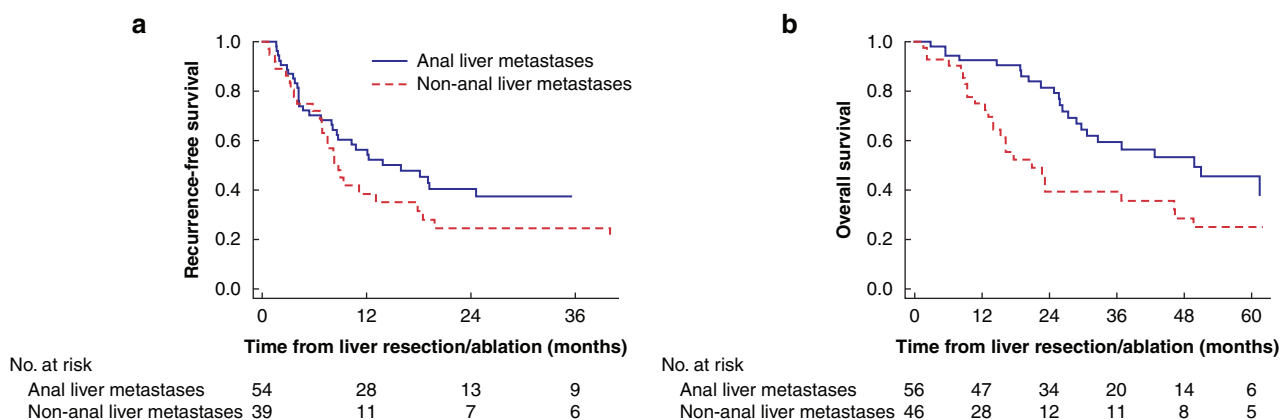 a
1.0
0.8
0.6
0.4
0.2
0.0
Recurrence-free survival
Anal liver metastases
Non-anal liver metastases
0 12 24 36
Time from liver resection/ablation (months)
No. at risk
Anal liver metastases 54 28 13 9
Non-anal liver metastases 39 11 7 6
b
1.0
0.8
0.6
0.4
0.2
0.0
Overall survival
0 12 24 36 48 60
Time from liver resection/ablation (months)
No. at risk
Anal liver metastases 56 47 34 20 14 6
Non-anal liver metastases 46 28 12 11 8 5